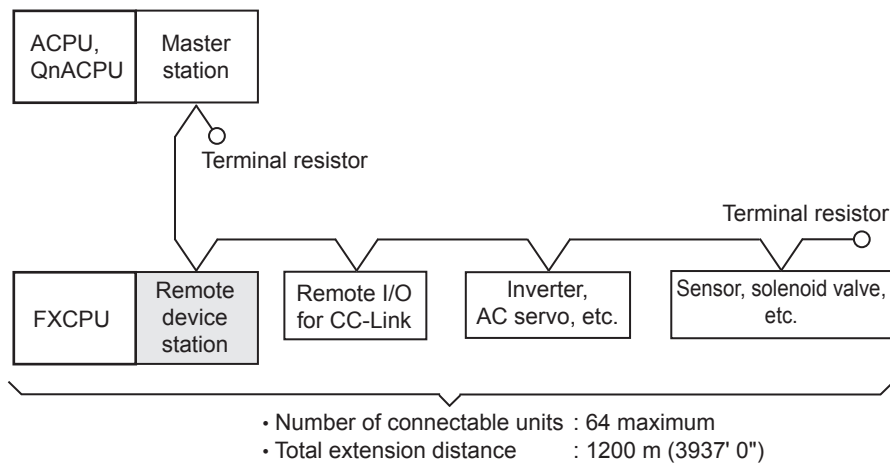 ACPU,
QnACPU
Master
station
Terminal resistor
Terminal resistor
FXCPU
Remote
device
station
Remote I/O
for CC-Link
Inverter,
AC servo, etc.
Sensor, solenoid valve,
etc.
• Number of connectable units : 64 maximum
• Total extension distance : 1200 m (3937' 0")